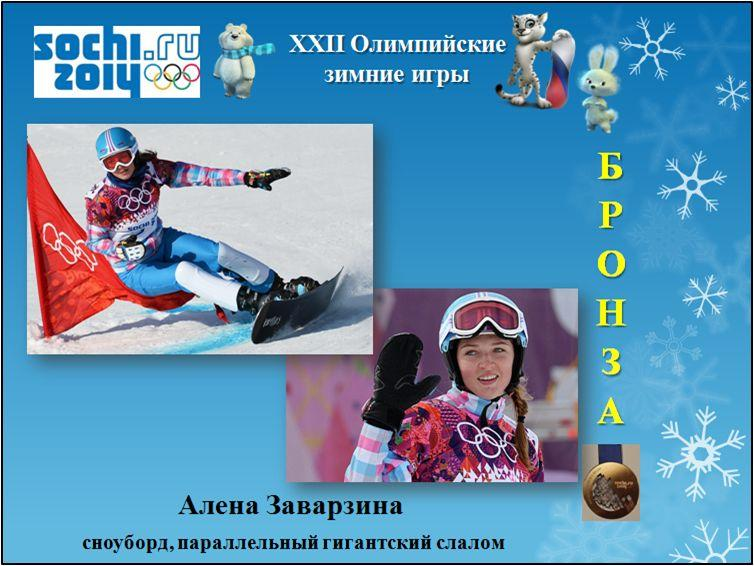 sochi.ru
2014
XXII Олимпийские
зимние игры
Б
Р
О
Н
З
А
Алена Заварзина
сноуборд, параллельный гигантский слалом